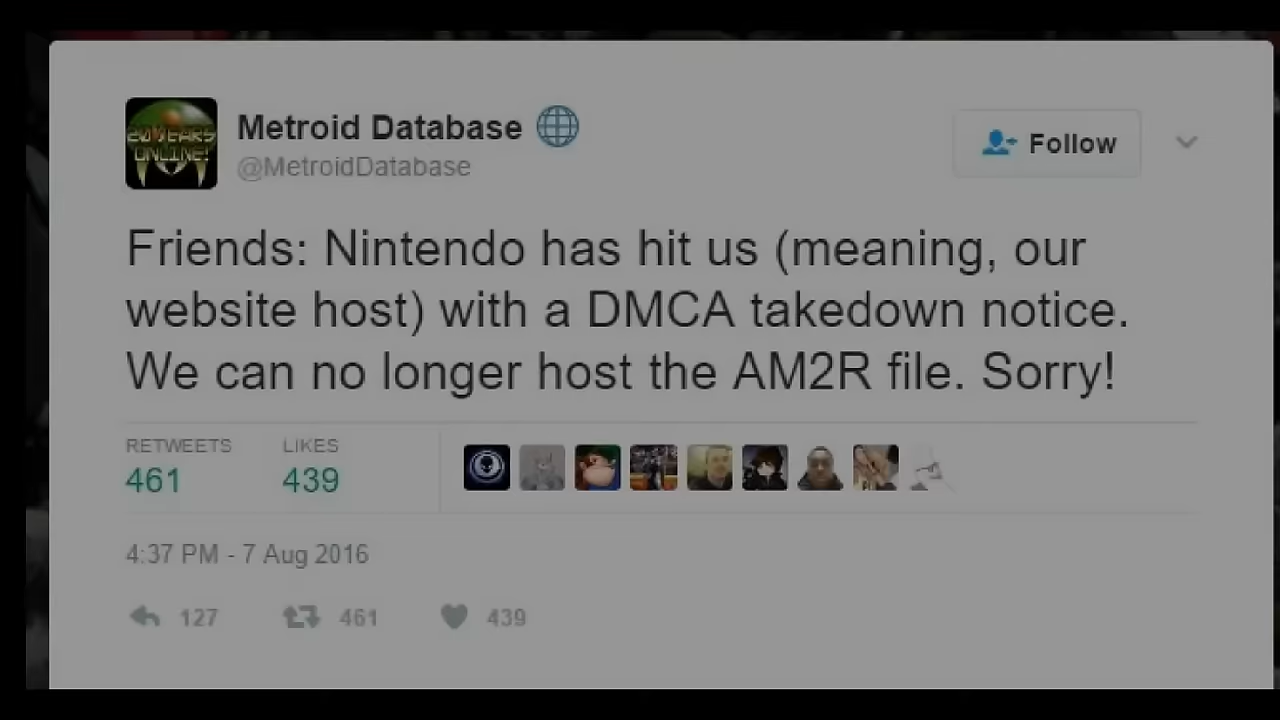 20 YEARS
ONLINE!
Metroid Database
@MetroidDatabase
Follow
Friends: Nintendo has hit us (meaning, our
website host) with a DMCA takedown notice.
We can no longer host the AM2R file. Sorry!
RETWEETS LIKES
461 439
4:37 PM - 7 Aug 2016
127 461 439